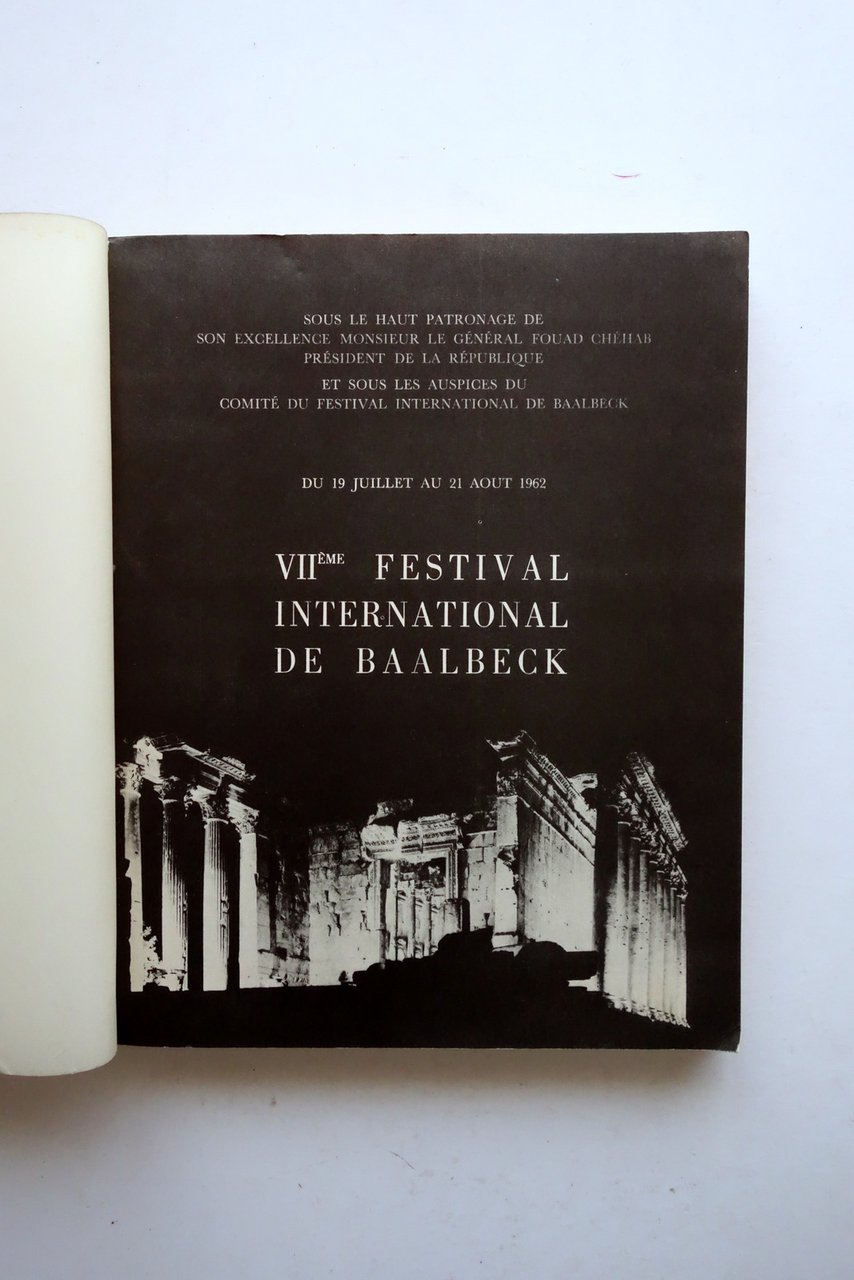 SOUS LE HAUT PATRONAGE DE
SON EXCELLENCE MONSIEUR LE GÉNÉRAL FOUAD CHÉHAB
PRÉSIDENT DE LA RÉPUBLIQUE
ET SOUS LES AUSPICES DU
COMITÉ DU FESTIVAL INTERNATIONAL DE BAALBECK
DU 19 JUILLET AU 21 AOUT 1962
VIIÈME FESTIVAL
INTERNATIONAL
DE BAALBECK